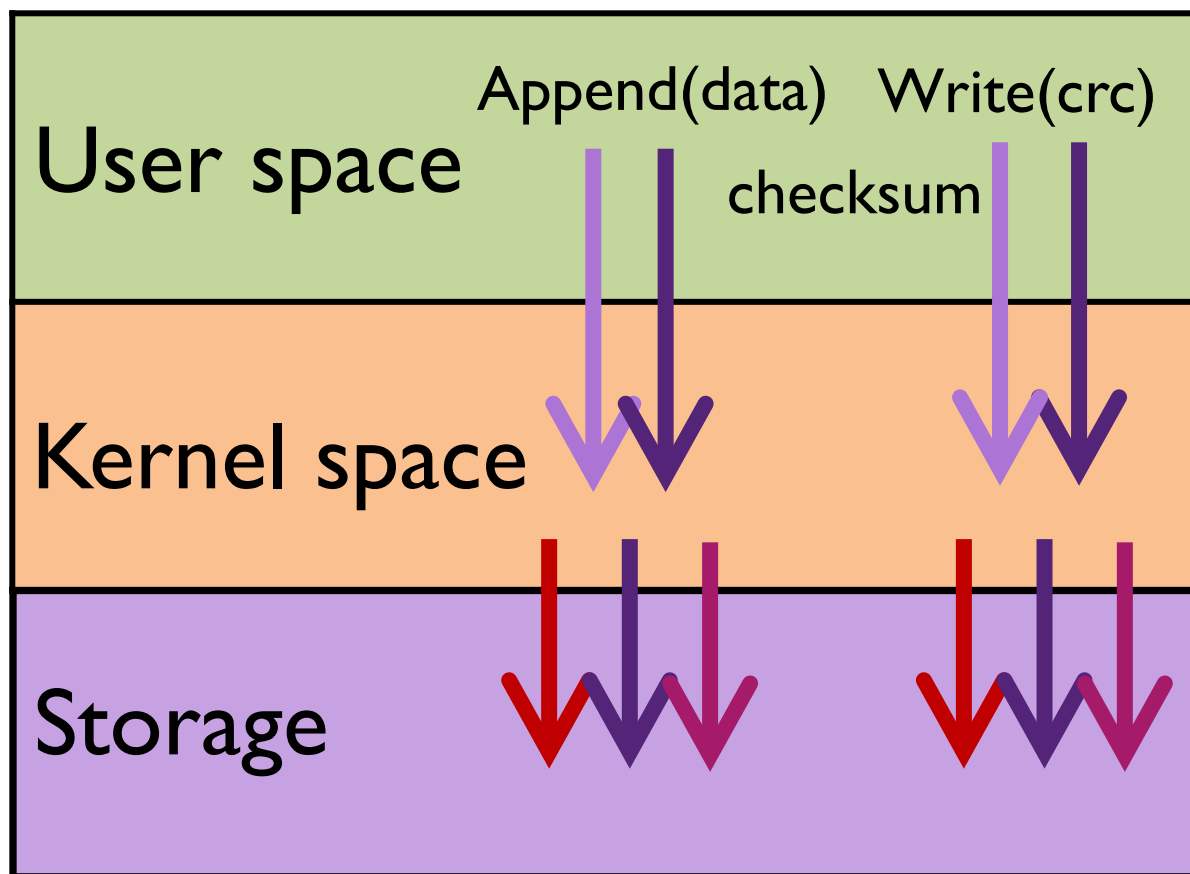 Append(data) Write(crc)
User space
checksum
Kernel space
Storage